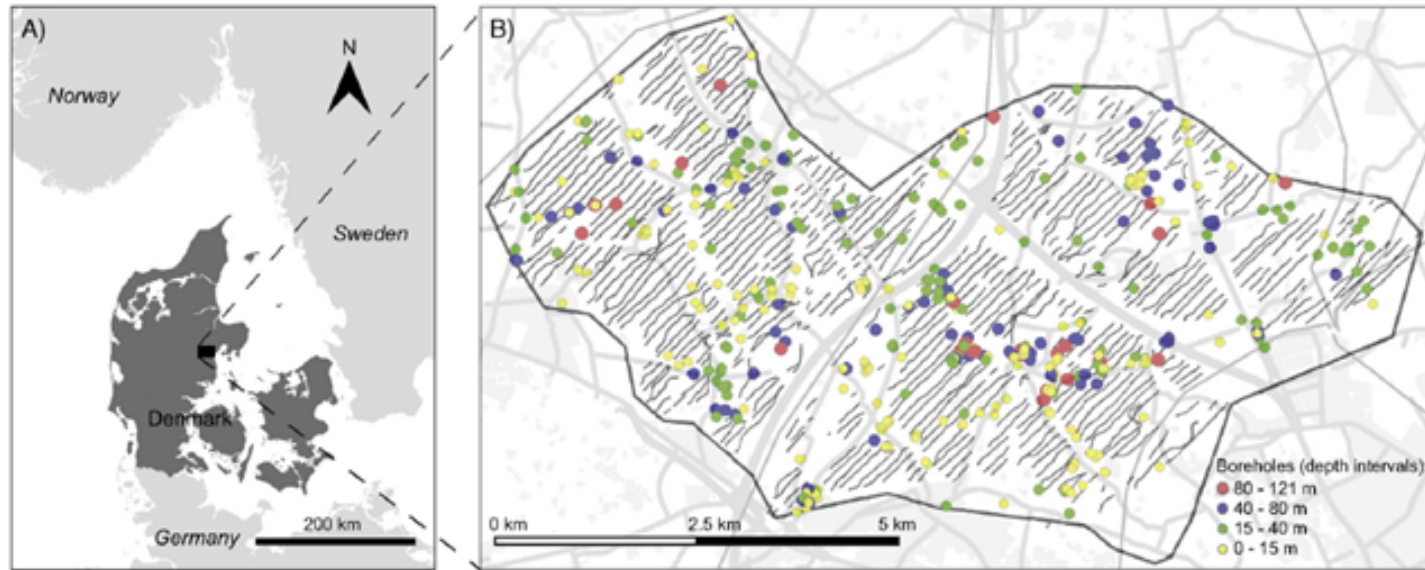 A)
N
Norway
Sweden
Denmark
Germany
200 km
B)
Boreholes (depth intervals)
80 - 121 m
40 - 80 m
15 - 40 m
0 - 15 m
0 km 2.5 km 5 km